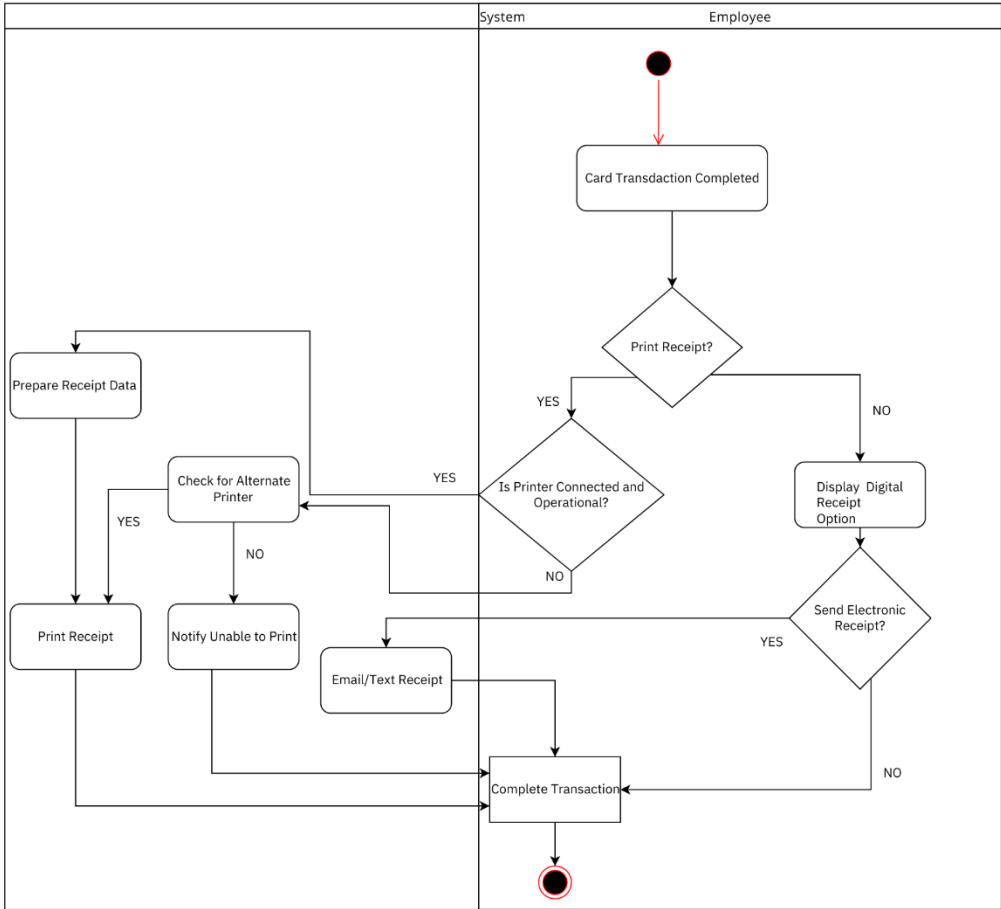 System
Employee
Card Transdaction Completed
Print Receipt?
YES
NO
Prepare Receipt Data
Check for Alternate
Printer
YES
Is Printer Connected and
Operational?
Display Digital
Receipt
Option
YES
NO
NO
Print Receipt
Notify Unable to Print
Send Electronic
Receipt?
YES
Email/Text Receipt
NO
Complete Transaction